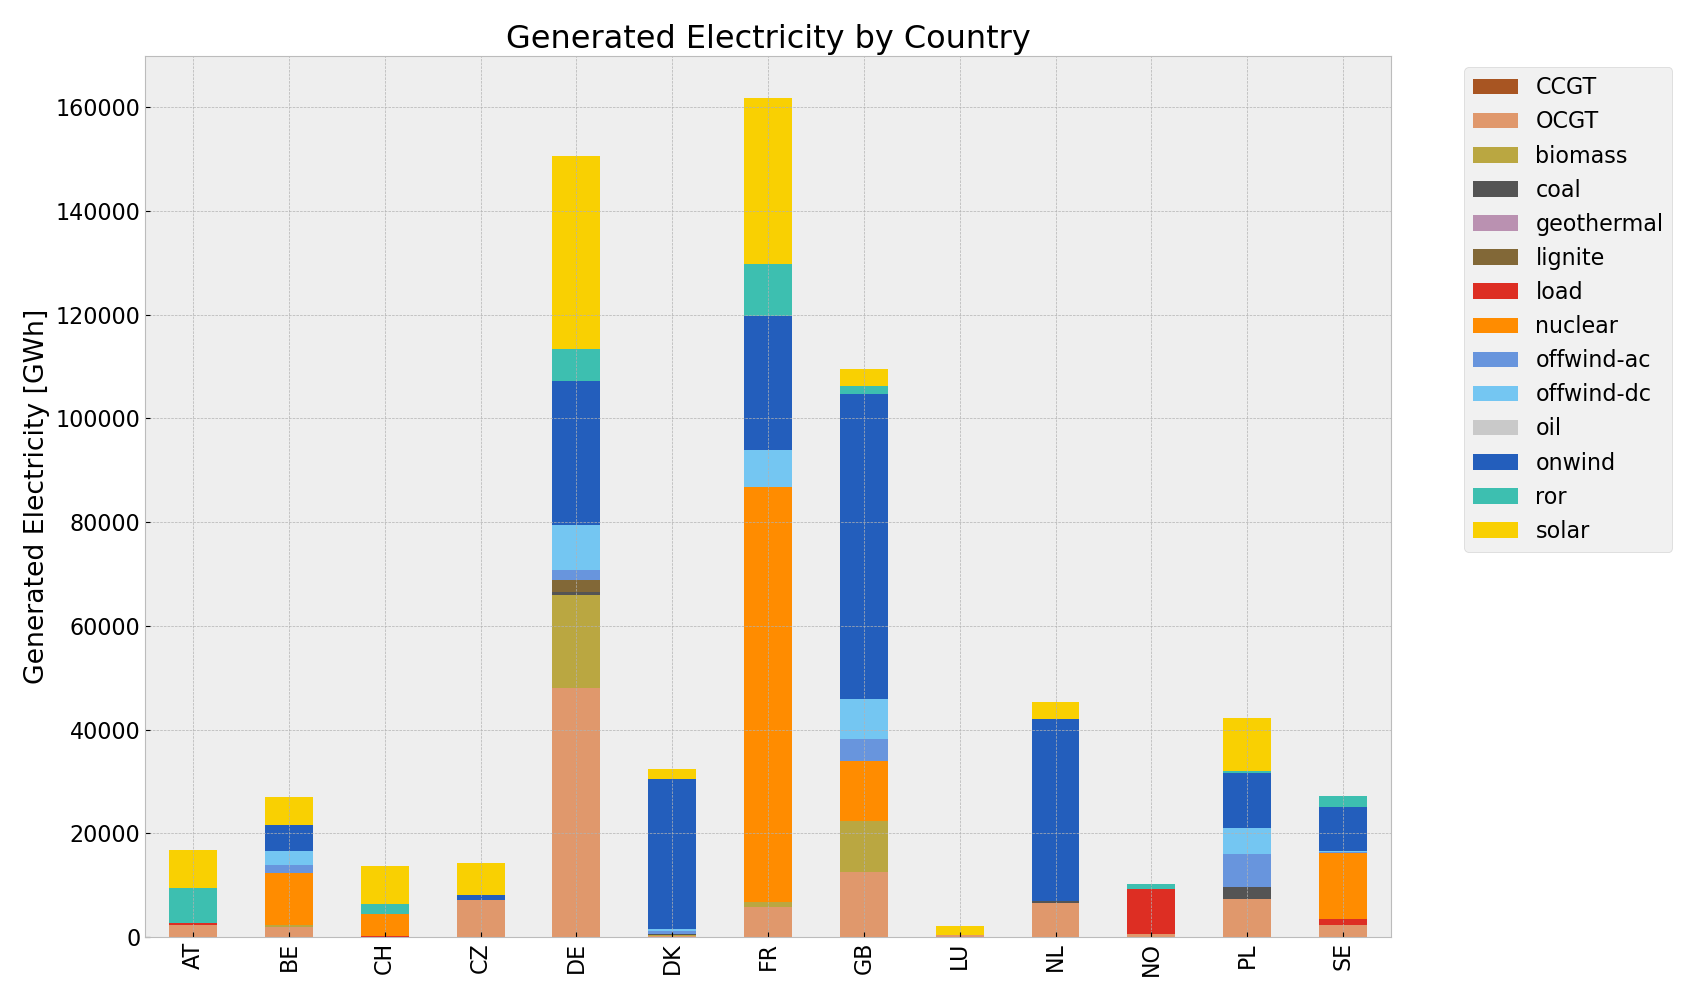 Generated Electricity by Country
Generated Electricity [GWh]
160000
140000
120000
100000
80000
60000
40000
20000
0
AT
BE
CH
CZ
DE
DK
FR
GB
LU
NL
NO
PL
SE
CCGT
OCGT
biomass
coal
geothermal
lignite
load
nuclear
offwind-ac
offwind-dc
oil
onwind
ror
solar